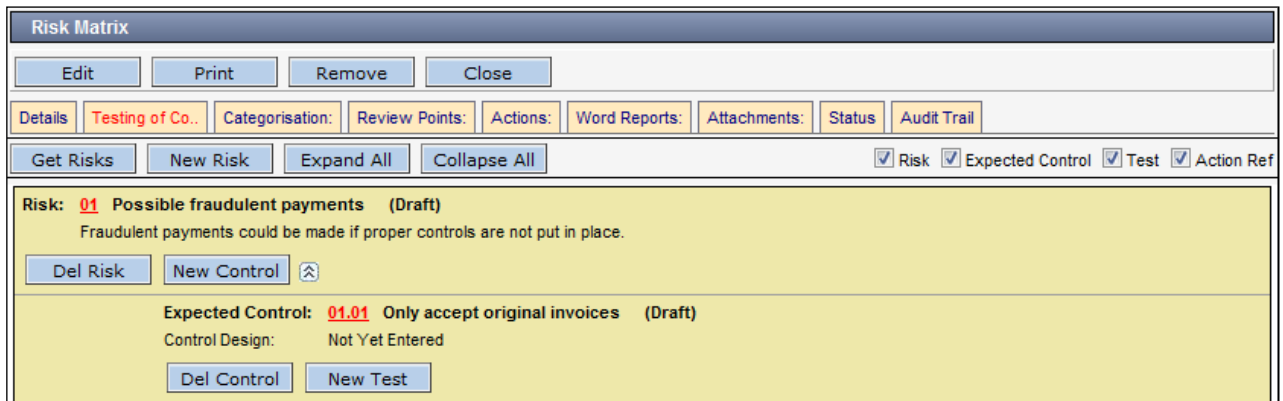 Risk Matrix
Edit Print Remove Close
Details Testing of Co.. Categorisation: Review Points: Actions: Word Reports: Attachments: Status Audit Trail
Get Risks New Risk Expand All Collapse All Risk Expected Control Test Action Ref
Risk: 01 Possible fraudulent payments (Draft)
Fraudulent payments could be made if proper controls are not put in place.
Del Risk New Control
Expected Control: 01.01 Only accept original invoices (Draft)
Control Design: Not Yet Entered
Del Control New Test